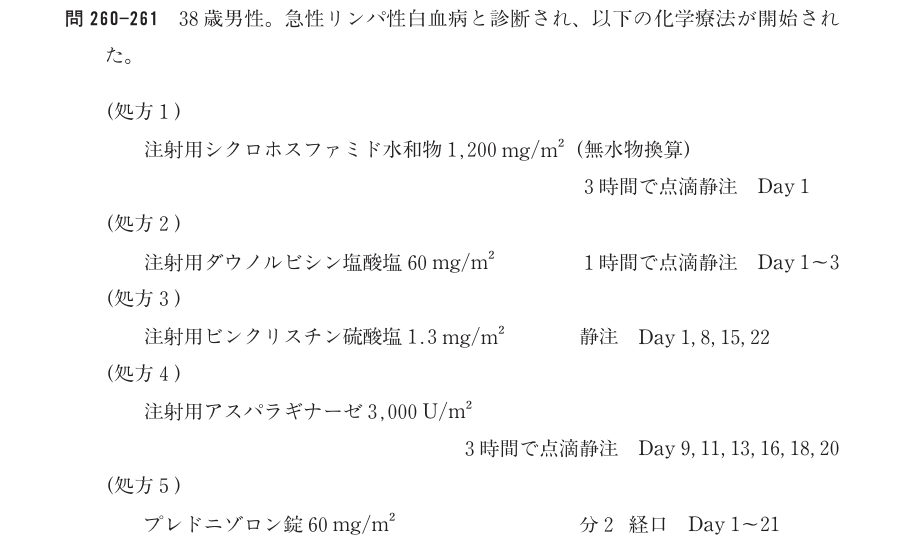 問 260-261 38 歳男性。急性リンパ性白血病と診断され、以下の化学療法が開始され
た。
(処方 1)
注射用シクロホスファミド水和物 1,200 mg/m² (無水物換算)
3 時間で点滴静注 Day 1
(処方 2)
注射用ダウノルビシン塩酸塩 60 mg/m² 1 時間で点滴静注 Day 1~3
(処方 3)
注射用ビンクリスチン硫酸塩 1.3 mg/m² 静注 Day 1, 8, 15, 22
(処方 4)
注射用アスパラギナーゼ 3,000 U/m²
3 時間で点滴静注 Day 9, 11, 13, 16, 18, 20
(処方 5)
プレドニゾロン錠 60 mg/m² 分 2 経口 Day 1~21